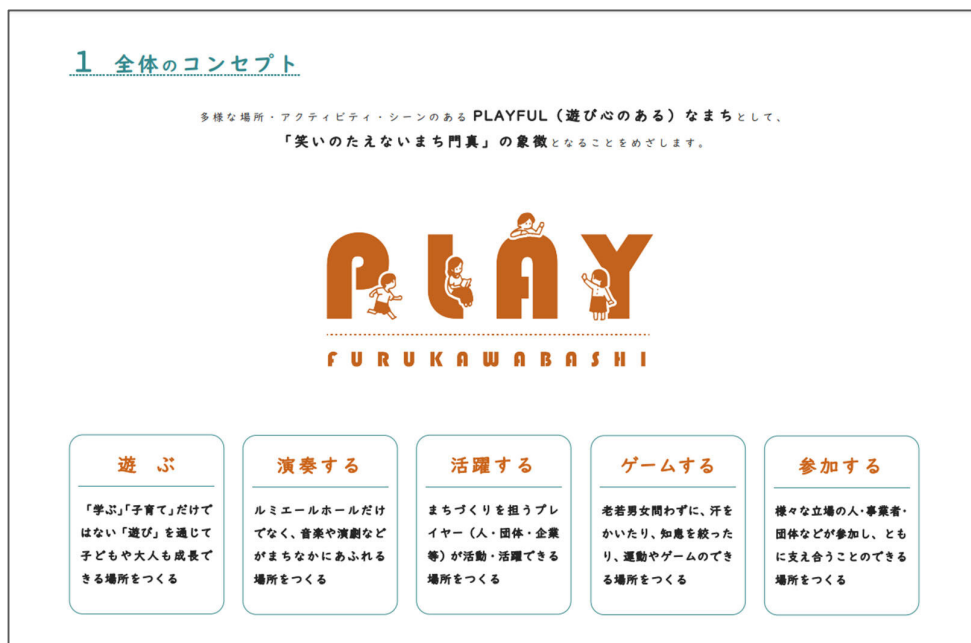 1 全体のコンセプト
多様な場所・アクティビティ・シーンのある PLAYFUL（遊び心のある）なまちとして、
「笑いのたえないまち門真」の象徴となることをめざします。
PLAY
FURUKAWABASHI
遊 ぶ
「学ぶ」「子育て」だけで
はない「遊び」を通じて
子どもや大人も成長で
きる場所をつくる
演奏する
ルミエールホールだけ
でなく、音楽や演劇など
がまちなかにあふれる
場所をつくる
活躍する
まちづくりを担うプレ
イヤー（人・団体・企業
等）が活動・活躍できる
場所をつくる
ゲームする
老若男女問わずに、汗を
かいたり、知恵を絞った
り、運動やゲームのでき
る場所をつくる
参加する
様々な立場の人・事業者・
団体などが参加し、とも
に支え合うことのできる
場所をつくる